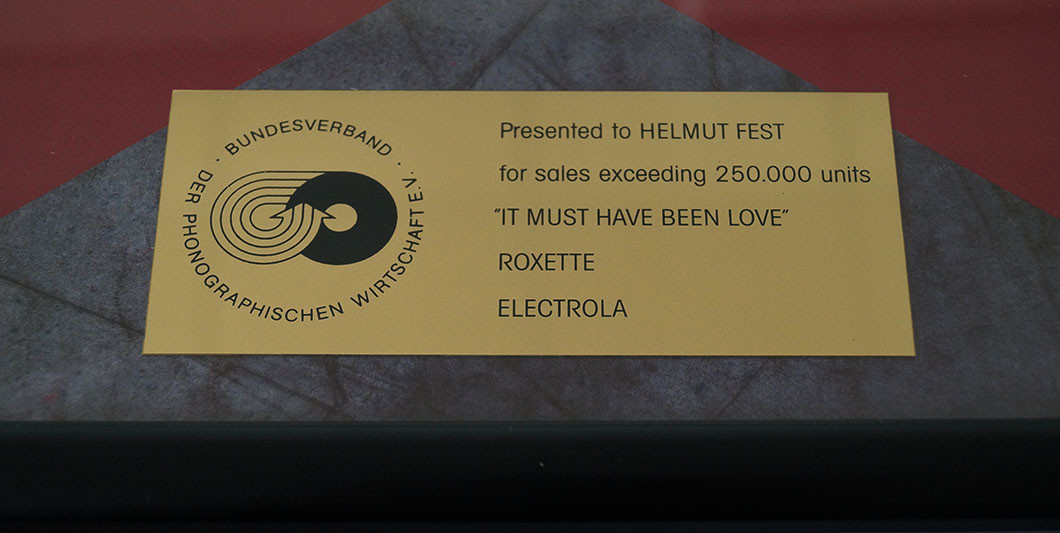 · BUNDESVERBAND ·
DER PHONOGRAPHISCHEN WIRTSCHAFT E.V.
Presented to HELMUT FEST
for sales exceeding 250.000 units
"IT MUST HAVE BEEN LOVE"
ROXETTE
ELECTROLA